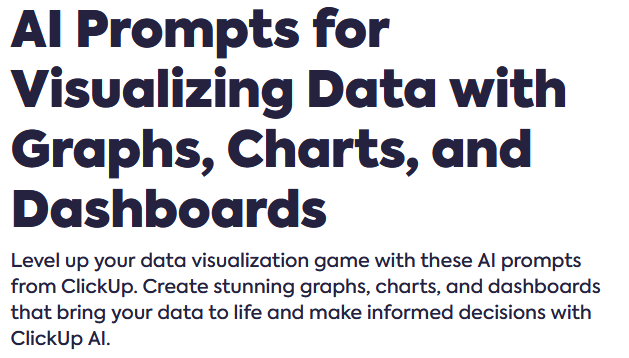 AI Prompts for
Visualizing Data with
Graphs, Charts, and
Dashboards
Level up your data visualization game with these AI prompts
from ClickUp. Create stunning graphs, charts, and dashboards
that bring your data to life and make informed decisions with
ClickUp AI.